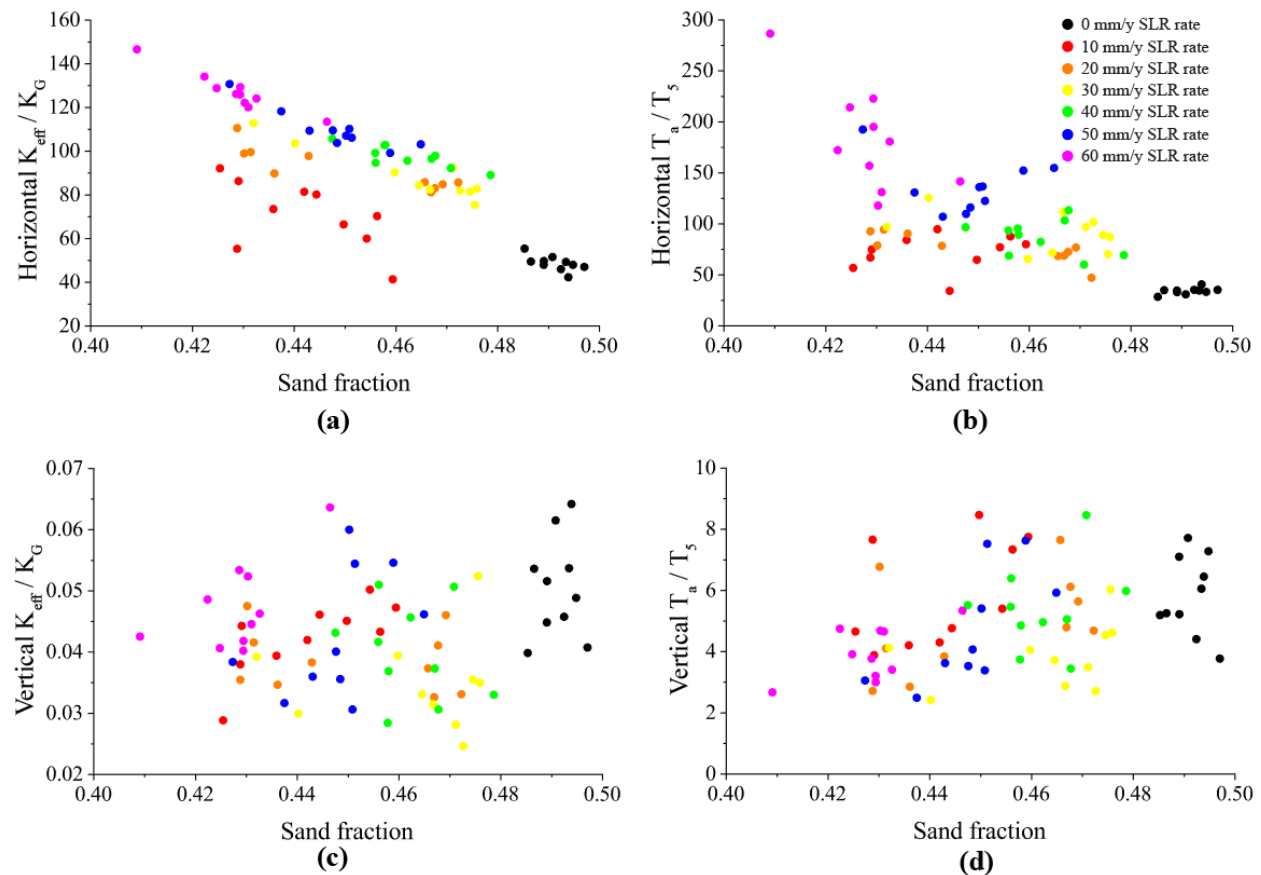 160
140
120
100
80
60
40
20
Horizontal K_eff / K_G
0.40 0.42 0.44 0.46 0.48 0.50
Sand fraction
(a)
300
250
200
150
100
50
0
Horizontal T_a / T_5
0 mm/y SLR rate
10 mm/y SLR rate
20 mm/y SLR rate
30 mm/y SLR rate
40 mm/y SLR rate
50 mm/y SLR rate
60 mm/y SLR rate
0.40 0.42 0.44 0.46 0.48 0.50
Sand fraction
(b)
0.07
0.06
0.05
0.04
0.03
0.02
Vertical K_eff / K_G
0.40 0.42 0.44 0.46 0.48 0.50
Sand fraction
(c)
10
8
6
4
2
0
Vertical T_a / T_5
0.40 0.42 0.44 0.46 0.48 0.50
Sand fraction
(d)